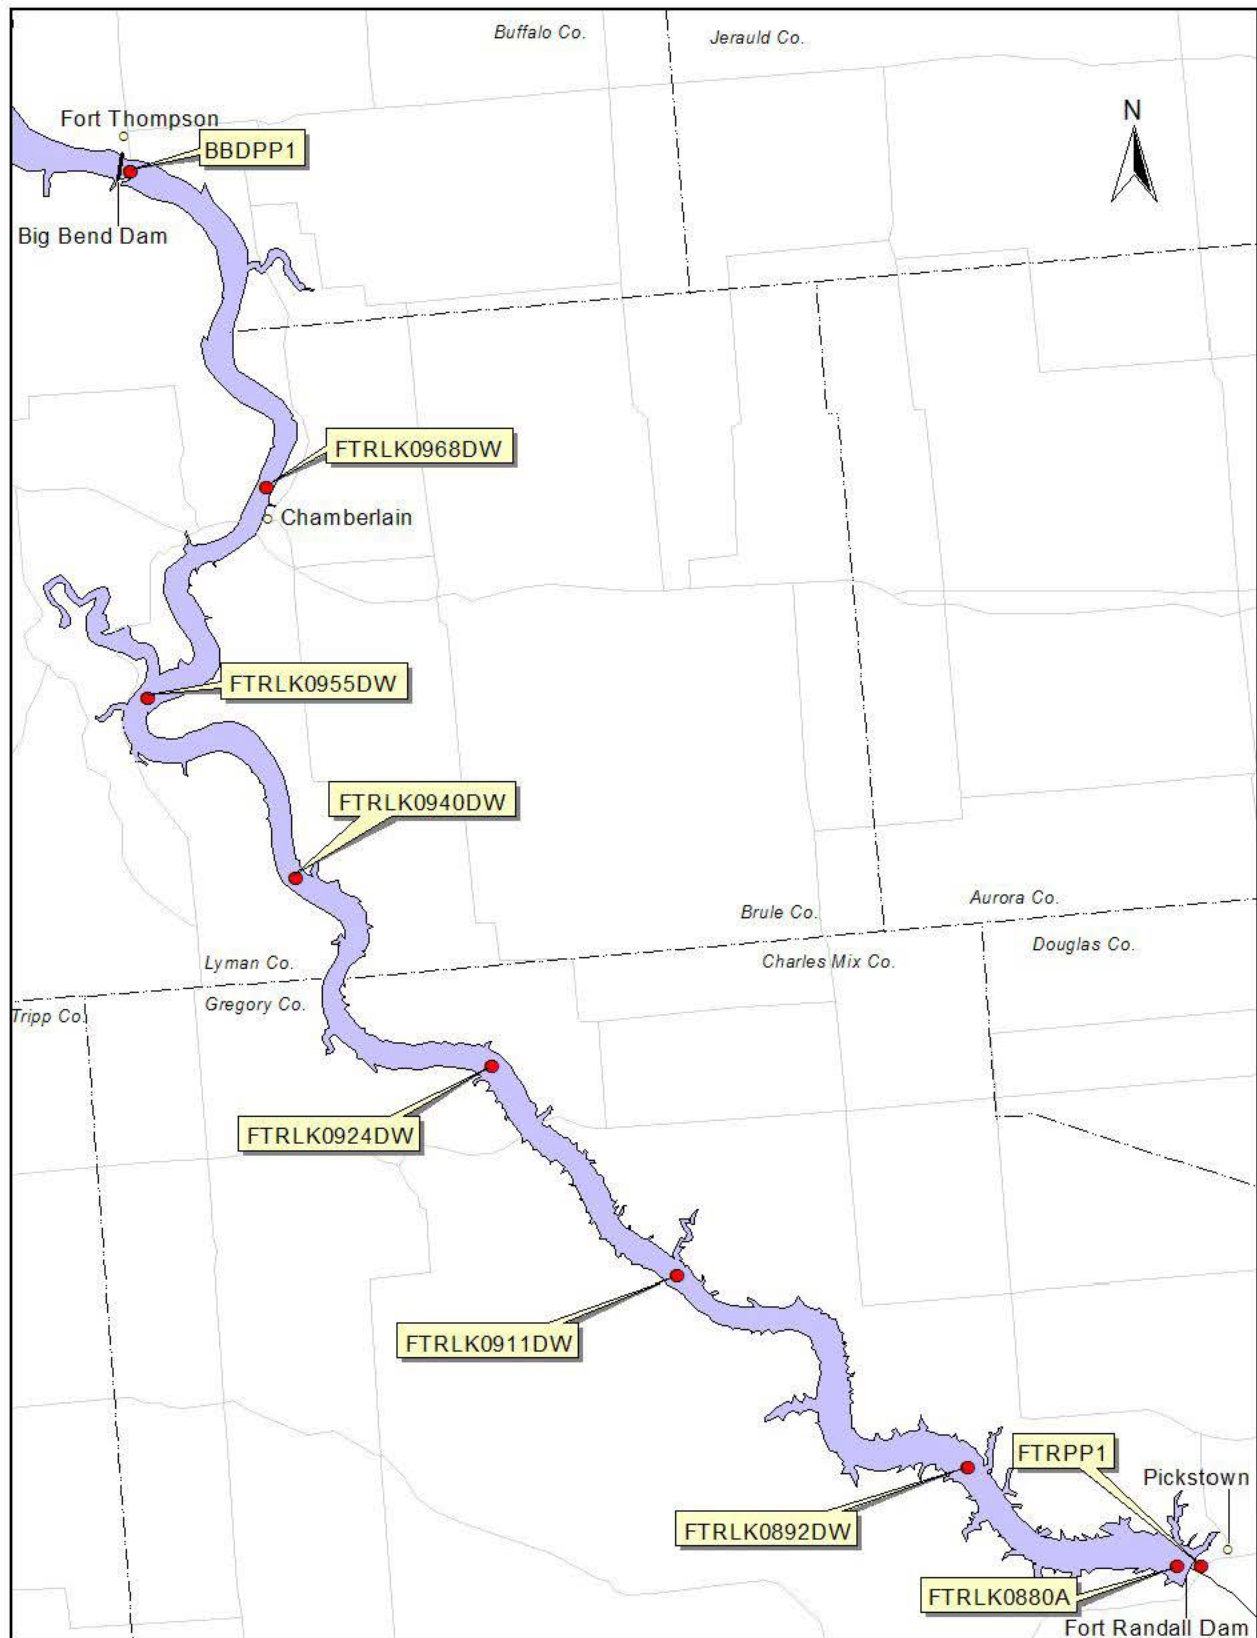 Buffalo Co.
Jerauld Co.
N
Fort Thompson
BBDPP1
Big Bend Dam
FTRLK0968DW
Chamberlain
FTRLK0955DW
FTRLK0940DW
Aurora Co.
Brule Co.
Douglas Co.
Lyman Co.
Charles Mix Co.
Gregory Co.
Tripp Co.
FTRLK0924DW
FTRLK0911DW
FTRPP1
Pickstown
FTRLK0892DW
FTRLK0880A
Fort Randall Dam